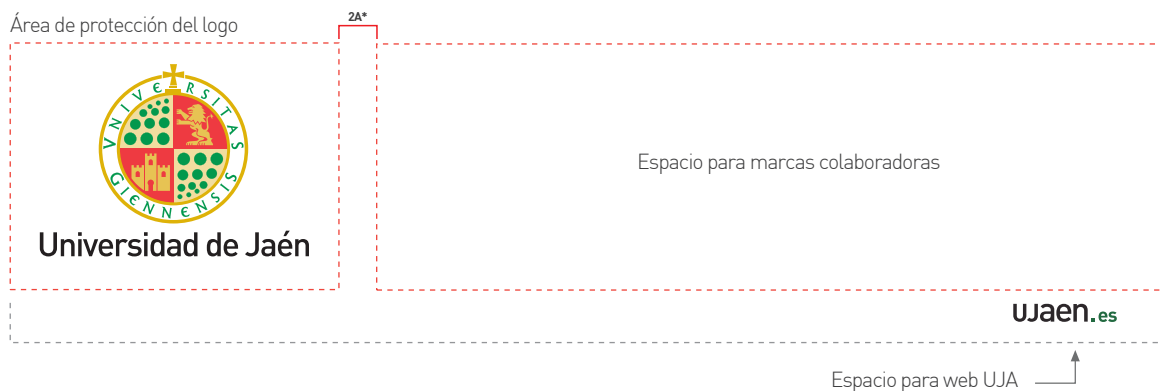 Área de protección del logo
2A*
VNIVERSITAS
GIENNENSIS
Universidad de Jaén
Espacio para marcas colaboradoras
ujaen.es
Espacio para web UJA